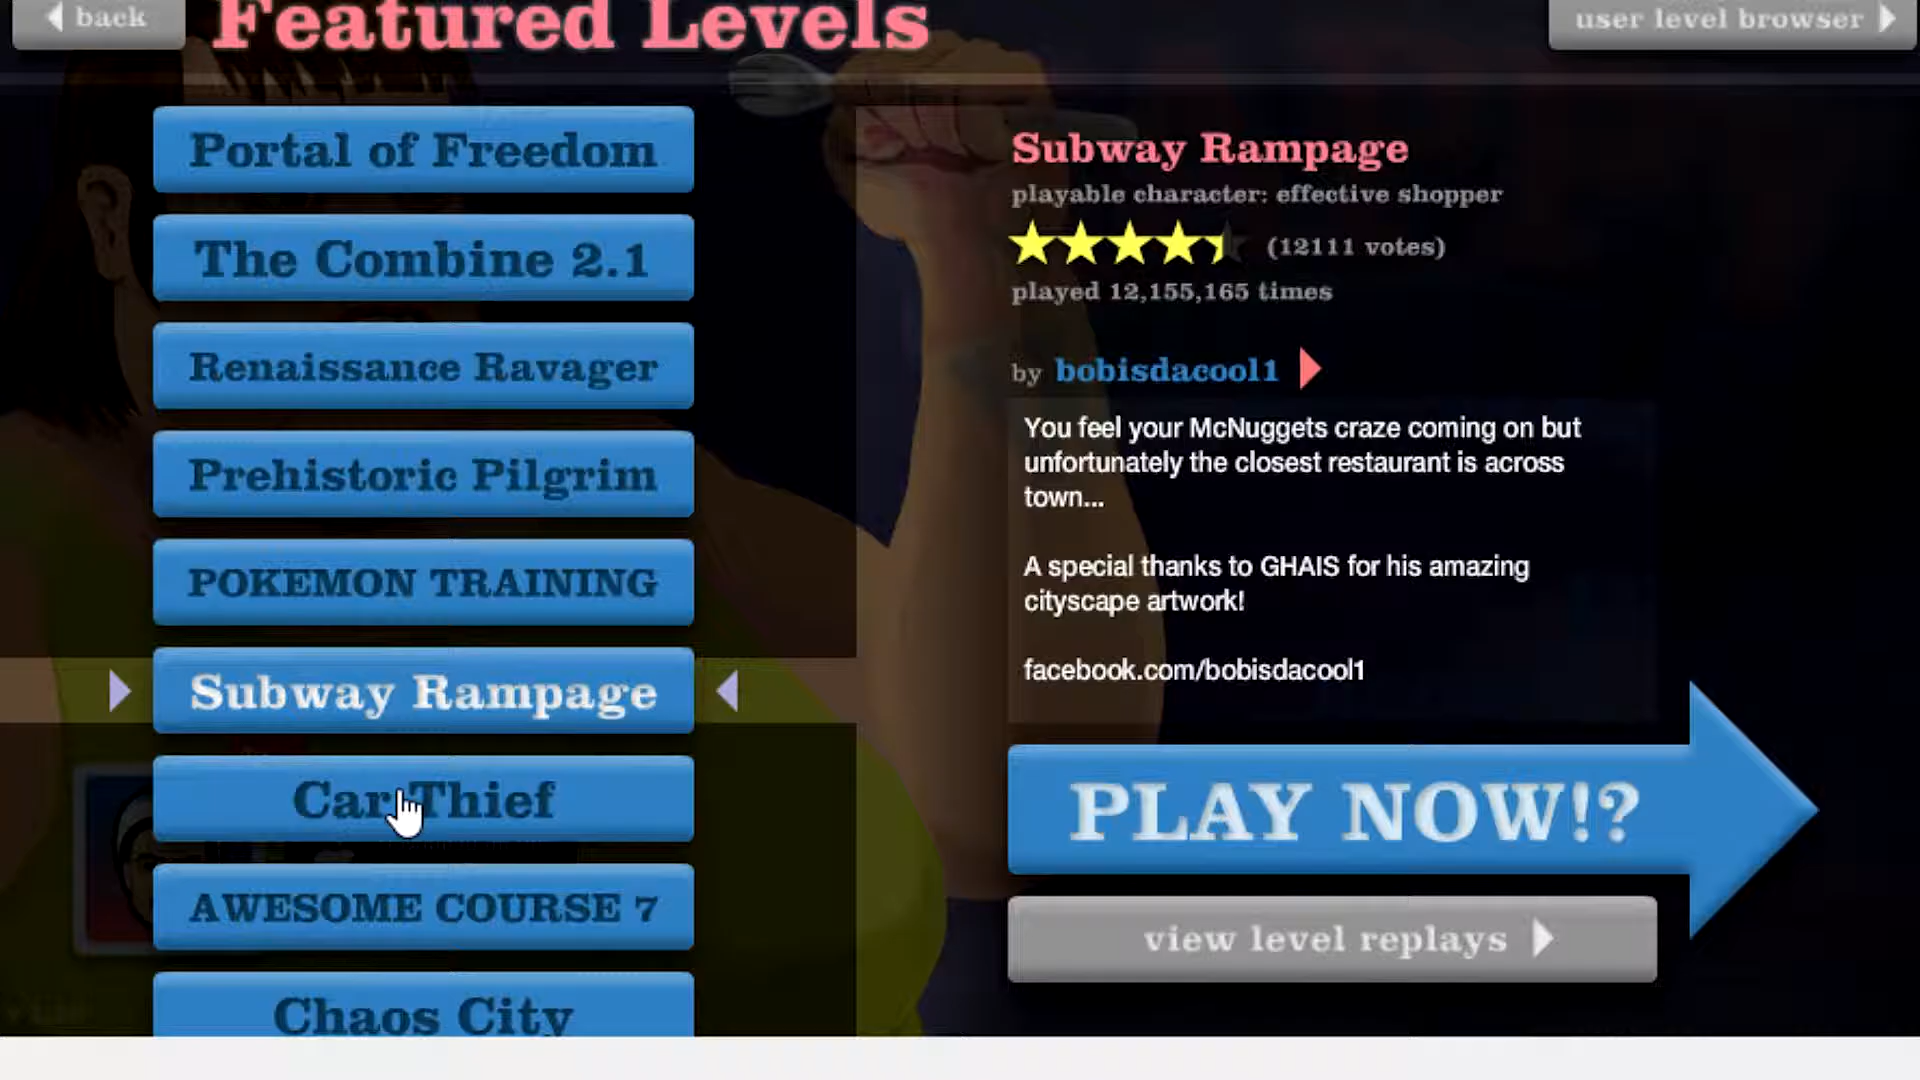 back
Featured Levels
user level browser
Portal of Freedom
The Combine 2.1
Renaissance Ravager
Prehistoric Pilgrim
POKEMON TRAINING
Subway Rampage
Car Thief
AWESOME COURSE 7
Chaos City
Subway Rampage
playable character: effective shopper
(12111 votes)
played 12,155,165 times
by bobisdacool1
You feel your McNuggets craze coming on but
unfortunately the closest restaurant is across
town...
A special thanks to GHAIS for his amazing
cityscape artwork!
facebook.com/bobisdacool1
PLAY NOW!?
view level replays